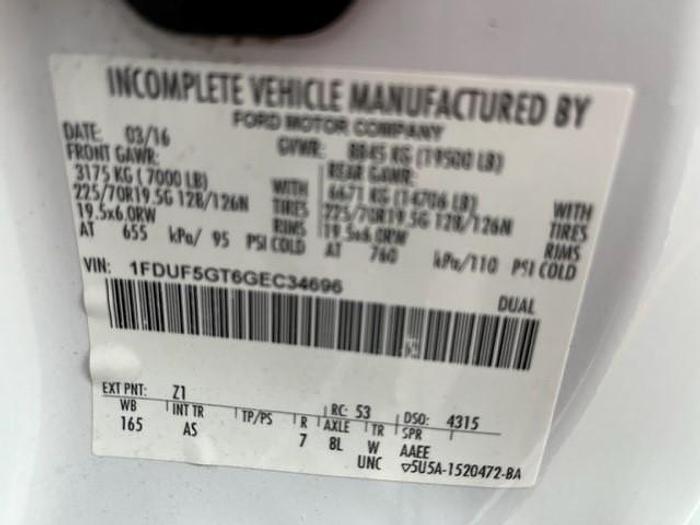 INCOMPLETE VEHICLE MANUFACTURED BY
FORD MOTOR COMPANY
DATE: 03/16 GVWR: 8845 KG (19500 LB)
FRONT GAWR: REAR GAWR:
3175 KG (7000 LB) WITH 6671 KG (14706 LB) WITH
225/70R19.5G 128/126N TIRES 225/70R19.5G 128/126N TIRES
19.5x6.0RW RIMS 19.5x6.0RW RIMS
AT 655 kPa/ 95 PSI COLD AT 760 kPa/110 PSI COLD
VIN: 1FDUF5GT6GEC34696
DUAL
EXT PNT: Z1 RC: 53 DSO: 4315
WB INT TR TP/PS R AXLE TR SPR
165 AS 7 8L W AAEE
UNC ▽5U5A-1520472-BA